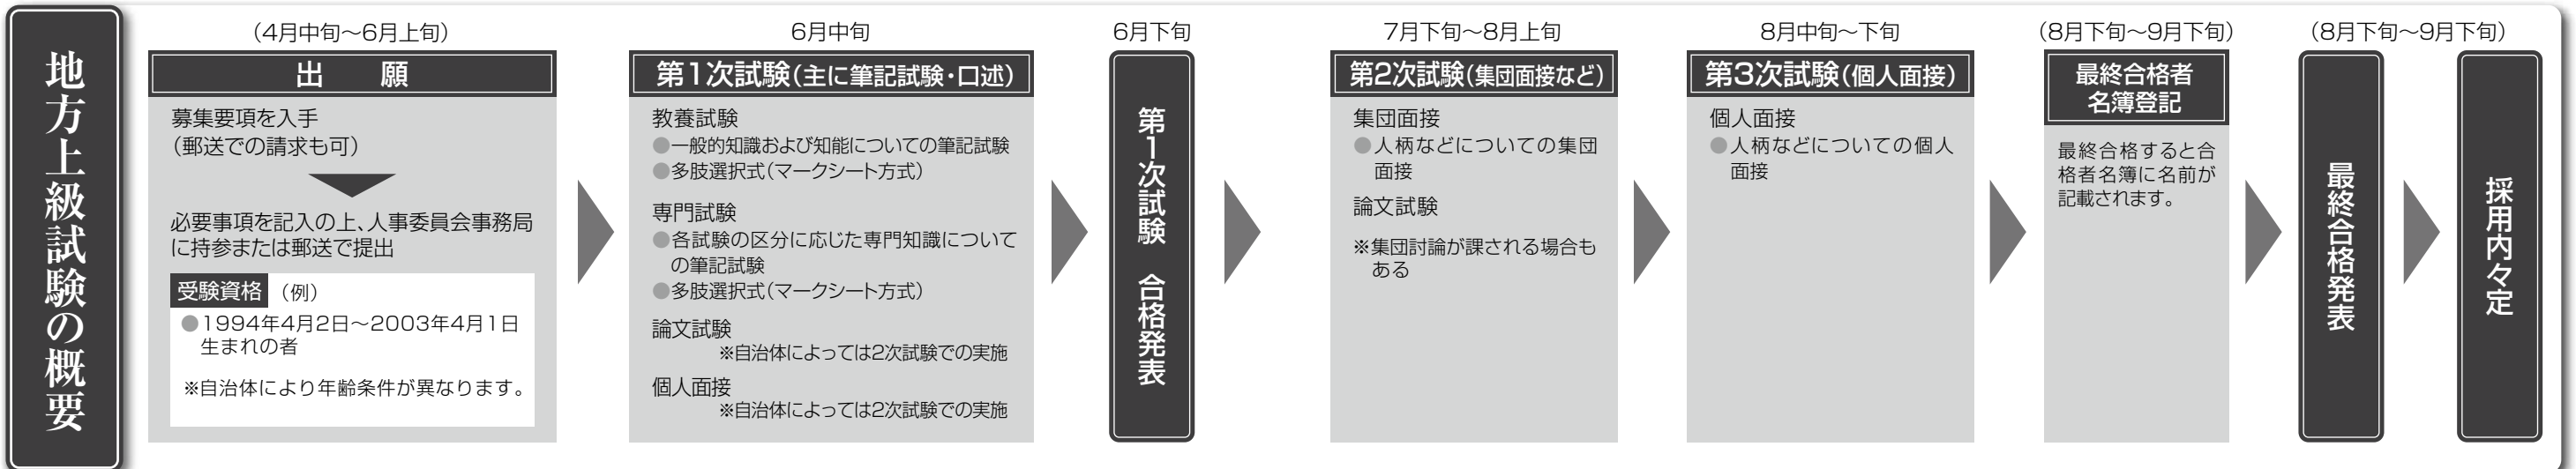 地方上級試験の概要
(4月中旬〜6月上旬)
出　願
募集要項を入手
(郵送での請求も可)
必要事項を記入の上、人事委員会事務局
に持参または郵送で提出
受験資格 (例)
●1994年4月2日〜2003年4月1日
生まれの者
※自治体により年齢条件が異なります。
6月中旬
第1次試験(主に筆記試験・口述)
教養試験
●一般的知識および知能についての筆記試験
●多肢選択式(マークシート方式)
専門試験
●各試験の区分に応じた専門知識について
の筆記試験
●多肢選択式(マークシート方式)
論文試験
※自治体によっては2次試験での実施
個人面接
※自治体によっては2次試験での実施
6月下旬
第1次試験　合格発表
7月下旬〜8月上旬
第2次試験(集団面接など)
集団面接
●人柄などについての集団
面接
論文試験
※集団討論が課される場合も
ある
8月中旬〜下旬
第3次試験(個人面接)
個人面接
●人柄などについての個人
面接
(8月下旬〜9月下旬)
最終合格者
名簿登記
最終合格すると合
格者名簿に名前が
記載されます。
(8月下旬〜9月下旬)
最終合格発表
採用内々定